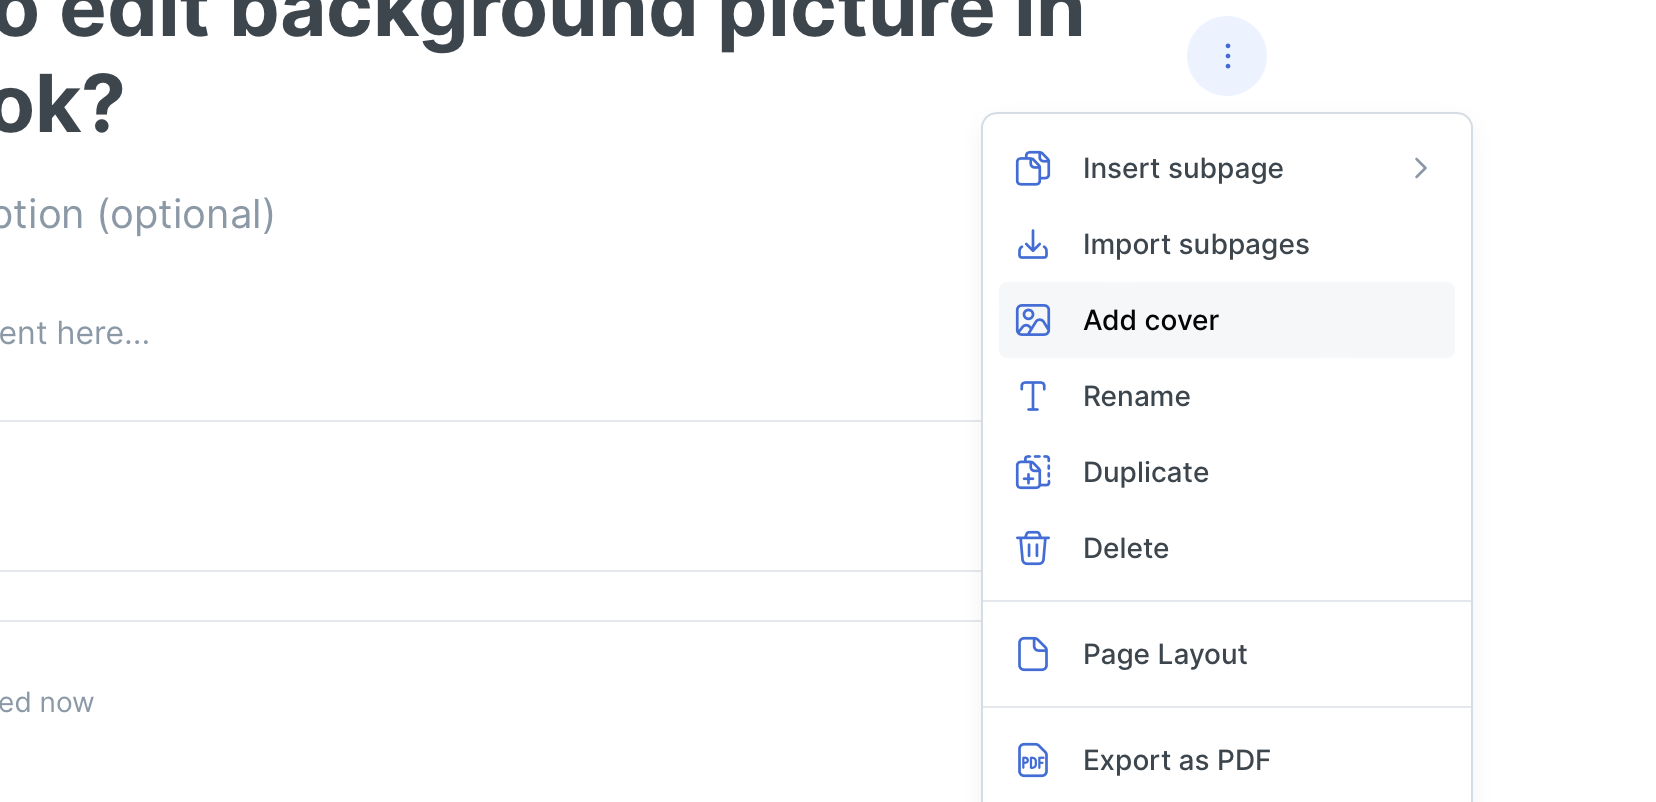 o edit background picture in
ok?
ption (optional)
ent here...
ed now
Insert subpage
Import subpages
Add cover
Rename
Duplicate
Delete
Page Layout
PDF Export as PDF